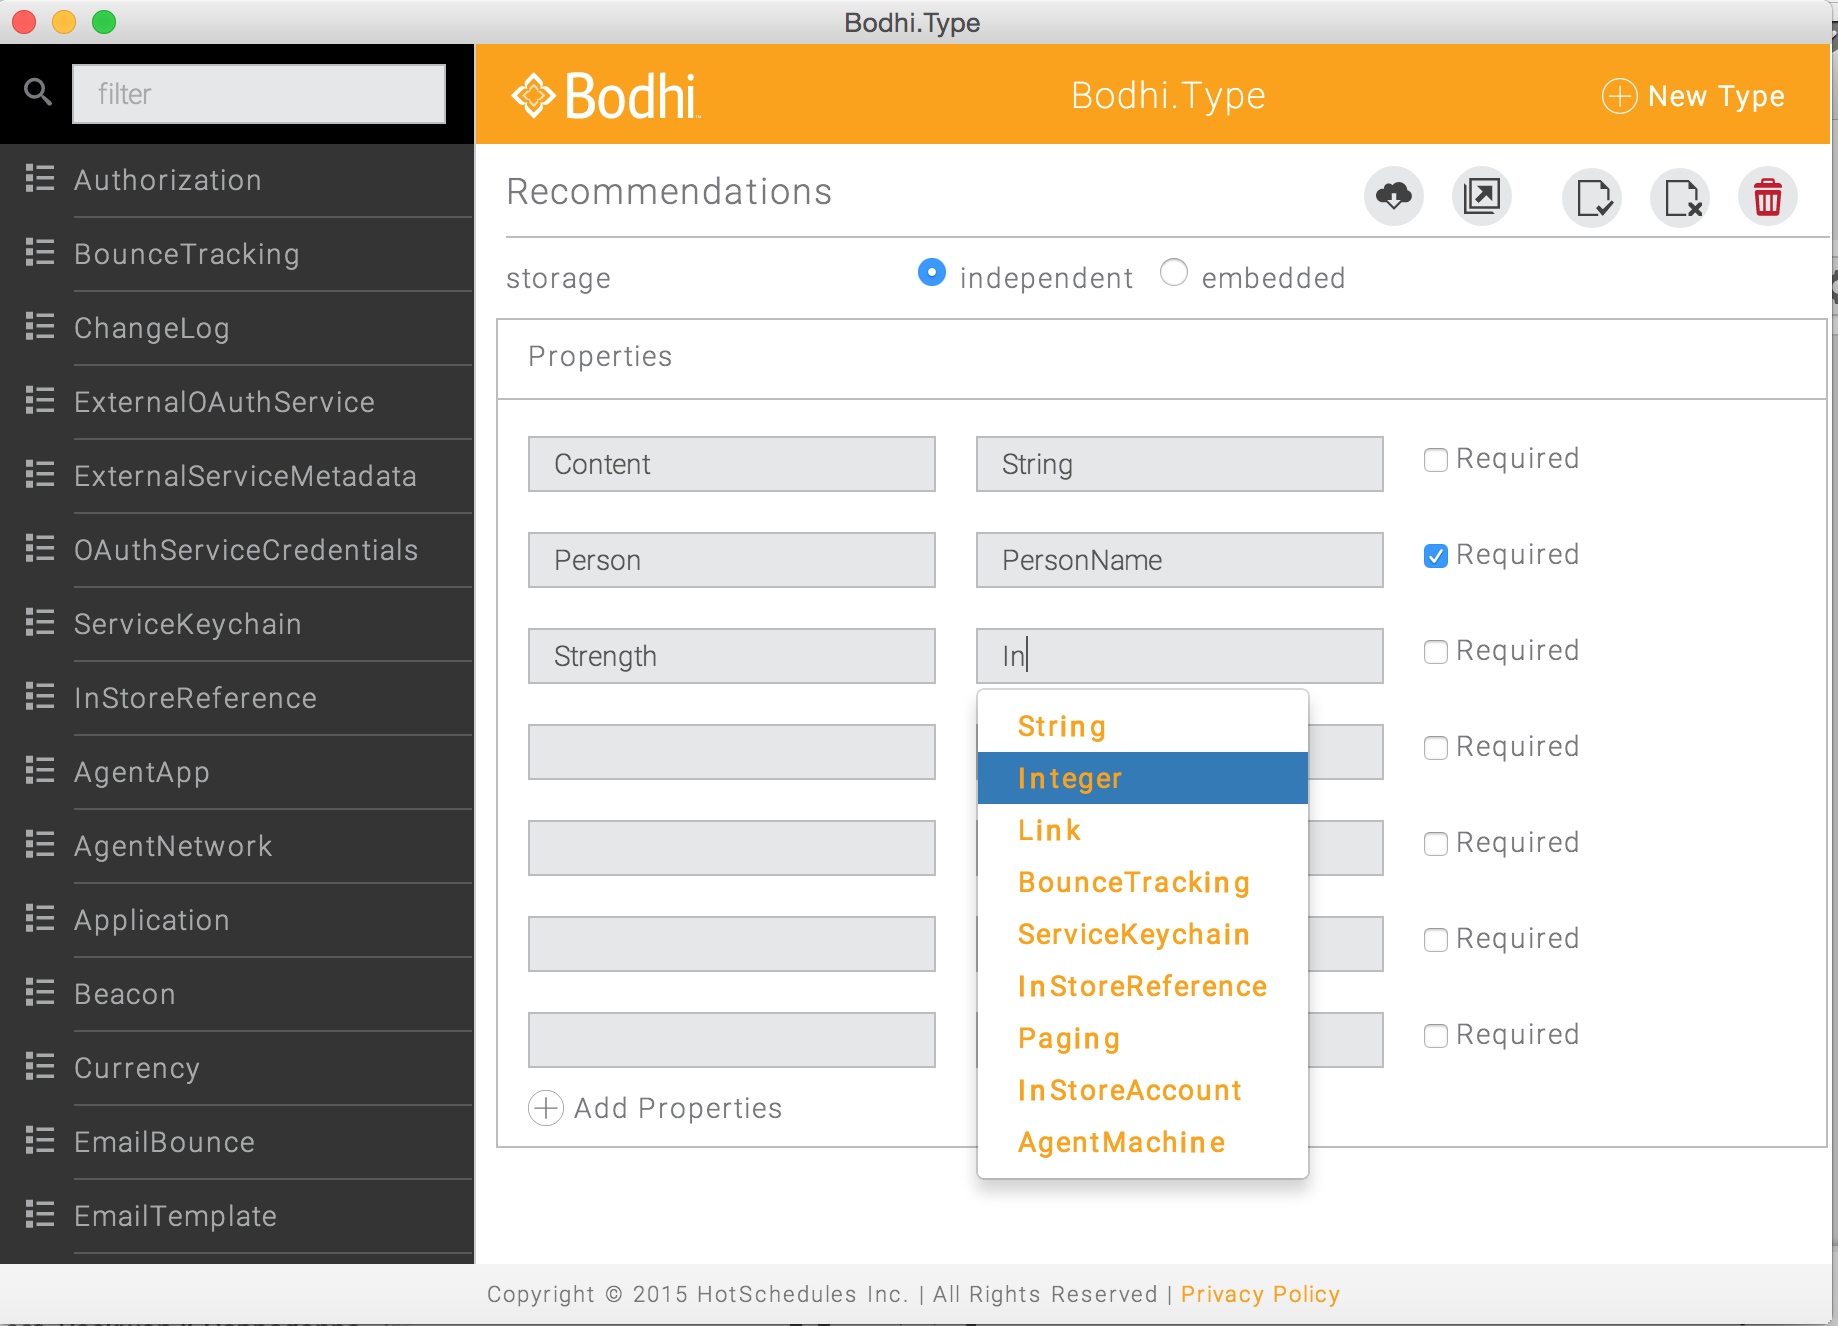 Bodhi.Type
filter
Authorization
BounceTracking
ChangeLog
ExternalOAuthService
ExternalServiceMetadata
OAuthServiceCredentials
ServiceKeychain
InStoreReference
AgentApp
AgentNetwork
Application
Beacon
Currency
EmailBounce
EmailTemplate
Bodhi
Bodhi.Type
New Type
Recommendations
storage
independent
embedded
Properties
Content
String
Required
Person
PersonName
Required
Strength
In
Required
String
Integer
Link
BounceTracking
ServiceKeychain
InStoreReference
Paging
InStoreAccount
AgentMachine
Required
Required
Required
Required
Add Properties
Copyright © 2015 HotSchedules Inc. | All Rights Reserved | Privacy Policy